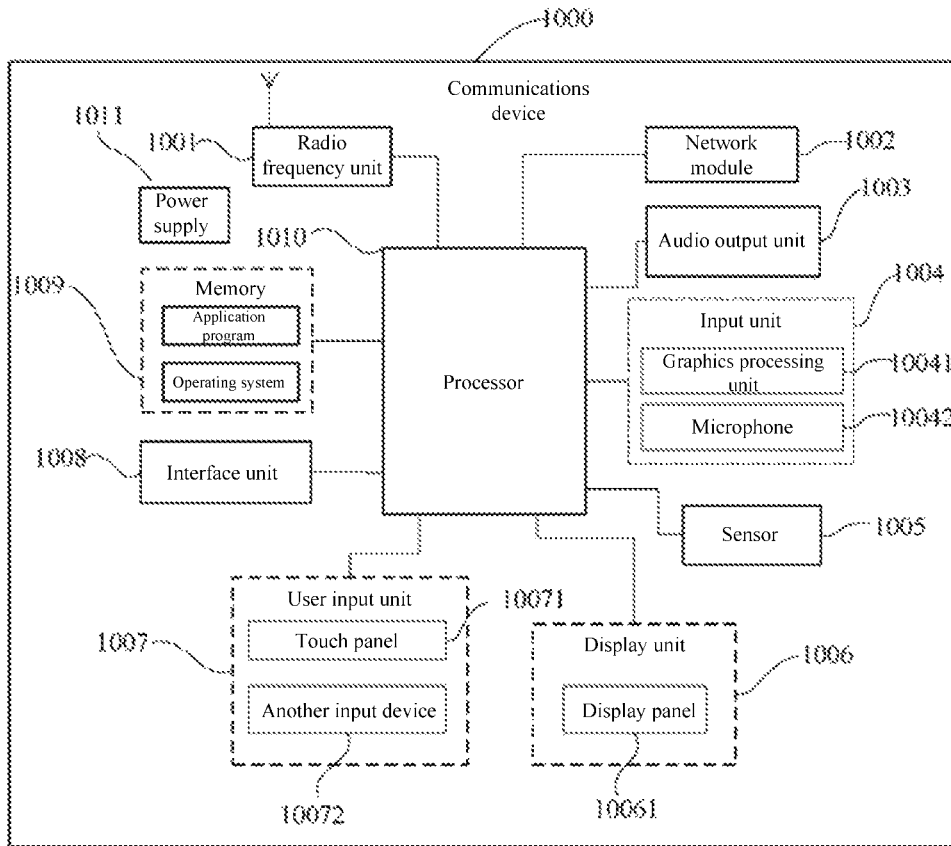 1000
Communications
device
1011
1001
Radio
frequency unit
Network
module
1002
Power
supply
1003
Audio output unit
1010
1009
Memory
Application
program
Operating system
Processor
1004
Input unit
Graphics processing
unit
10041
Microphone
10042
1008
Interface unit
Sensor
1005
User input unit
10071
Touch panel
1007
Another input device
10072
Display unit
1006
Display panel
10061